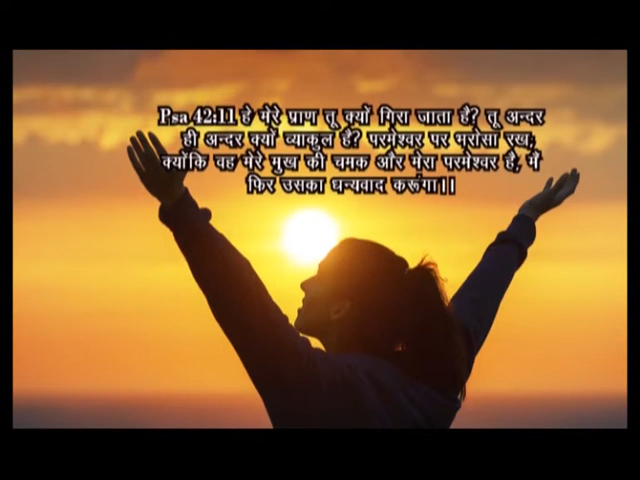 Psa 42:11 हे मेरे प्राण तू क्यों गिरा जाता है? तू अन्दर
ही अन्दर क्यों व्याकुल है? परमेश्वर पर भरोसा रख;
क्योंकि वह मेरे मुख की चमक और मेरा परमेश्वर है, मैं
फिर उसका धन्यवाद करूंगा।।